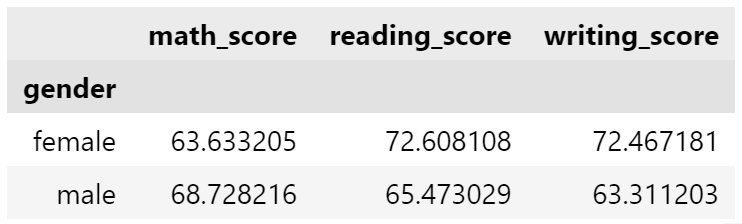 math_score reading_score writing_score
gender
female 63.633205 72.608108 72.467181
male 68.728216 65.473029 63.311203